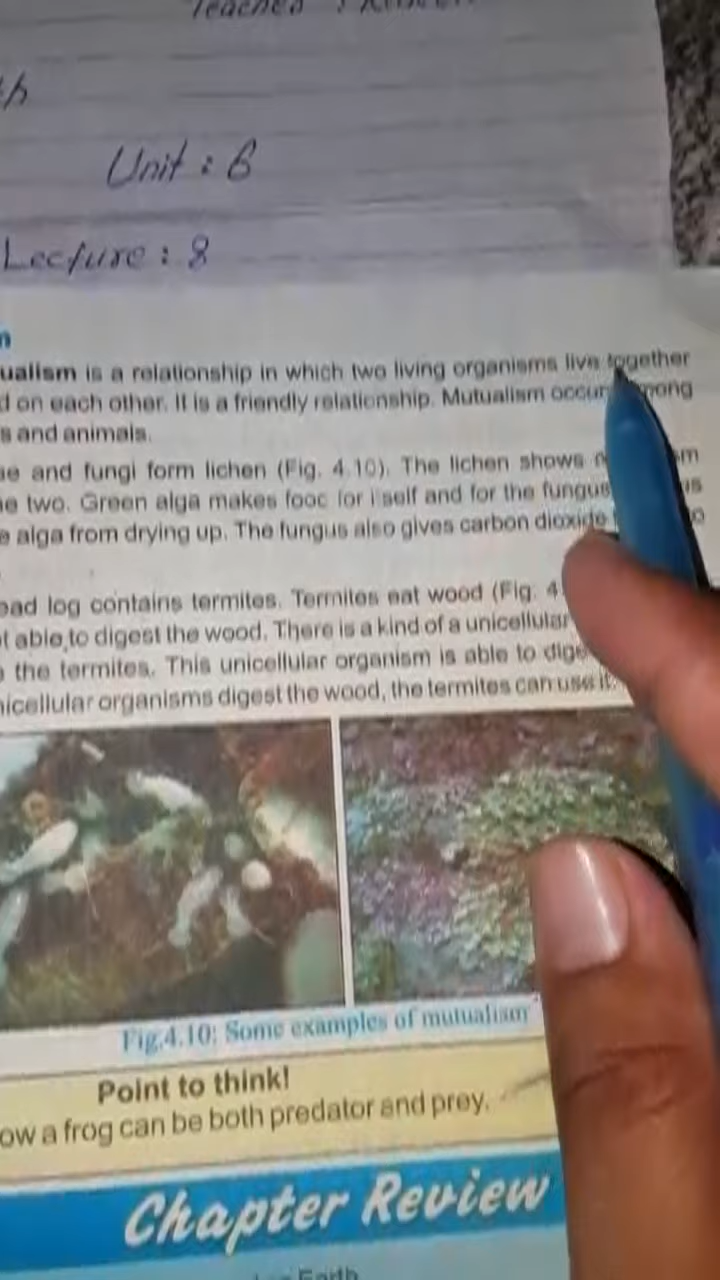 Teached :
Unit : 6
Lecture : 8
ualism is a relationship in which two living organisms live together
d on each other. It is a friendly relationship. Mutualism occur
s and animals.
ae and fungi form lichen (Fig. 4.10). The lichen shows
e two. Green alga makes food for itself and for the fungus
e alga from drying up. The fungus also gives carbon dioxide
ead log contains termites. Termites eat wood (Fig. 4.
t able to digest the wood. There is a kind of a unicellular
the termites. This unicellular organism is able to dige
nicellular organisms digest the wood, the termites can use it.
Fig.4.10: Some examples of mutualism
Point to think!
ow a frog can be both predator and prey.
Chapter Review
Earth